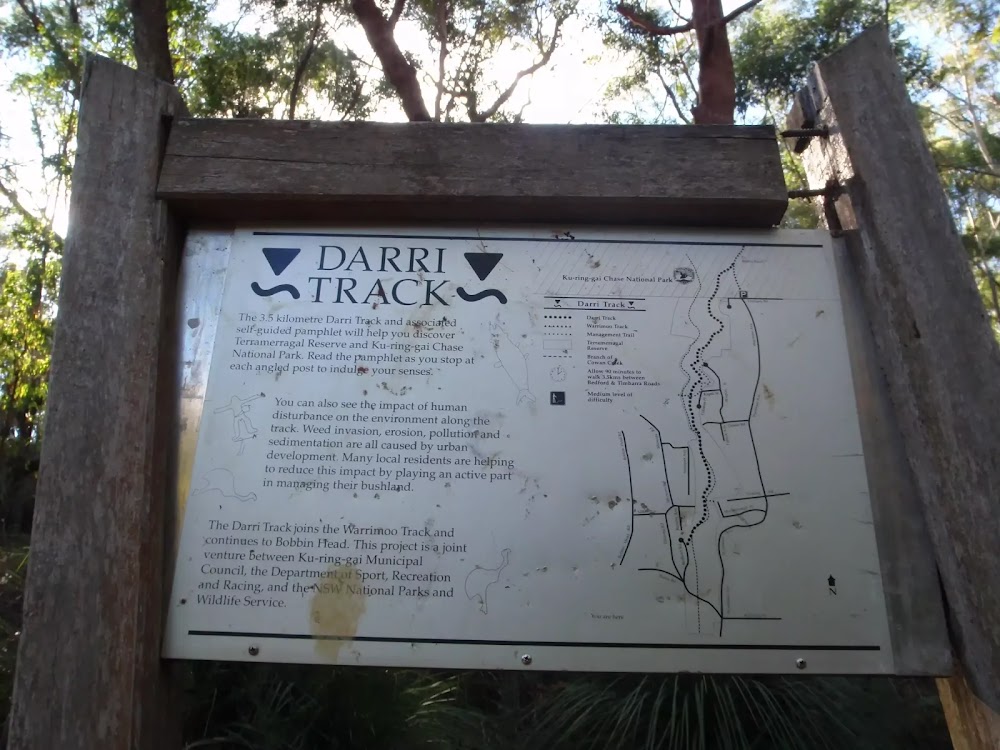 DARRI
TRACK
The 3.5 kilometre Darri Track and associated
self-guided pamphlet will help you discover
Terramerragal Reserve and Ku-ring-gai Chase
National Park. Read the pamphlet as you stop at
each angled post to indulge your senses.
You can also see the impact of human
disturbance on the environment along the
track. Weed invasion, erosion, pollution and
sedimentation are all caused by urban
development. Many local residents are helping
to reduce this impact by playing an active part
in managing their bushland.
The Darri Track joins the Warrimoo Track and
continues to Bobbin Head. This project is a joint
venture between Ku-ring-gai Municipal
Council, the Department of Sport, Recreation
and Racing, and the NSW National Parks and
Wildlife Service.
Ku-ring-gai Chase National Park
Darri Track
Darri Track
Warrimoo Track
Management Trail
Terramerragal
Reserve
Branch of
Cowan Creek
Allow 90 minutes to
walk 3.5km between
Bedford & Timbarra Roads
Medium level of
difficulty
You are here
N